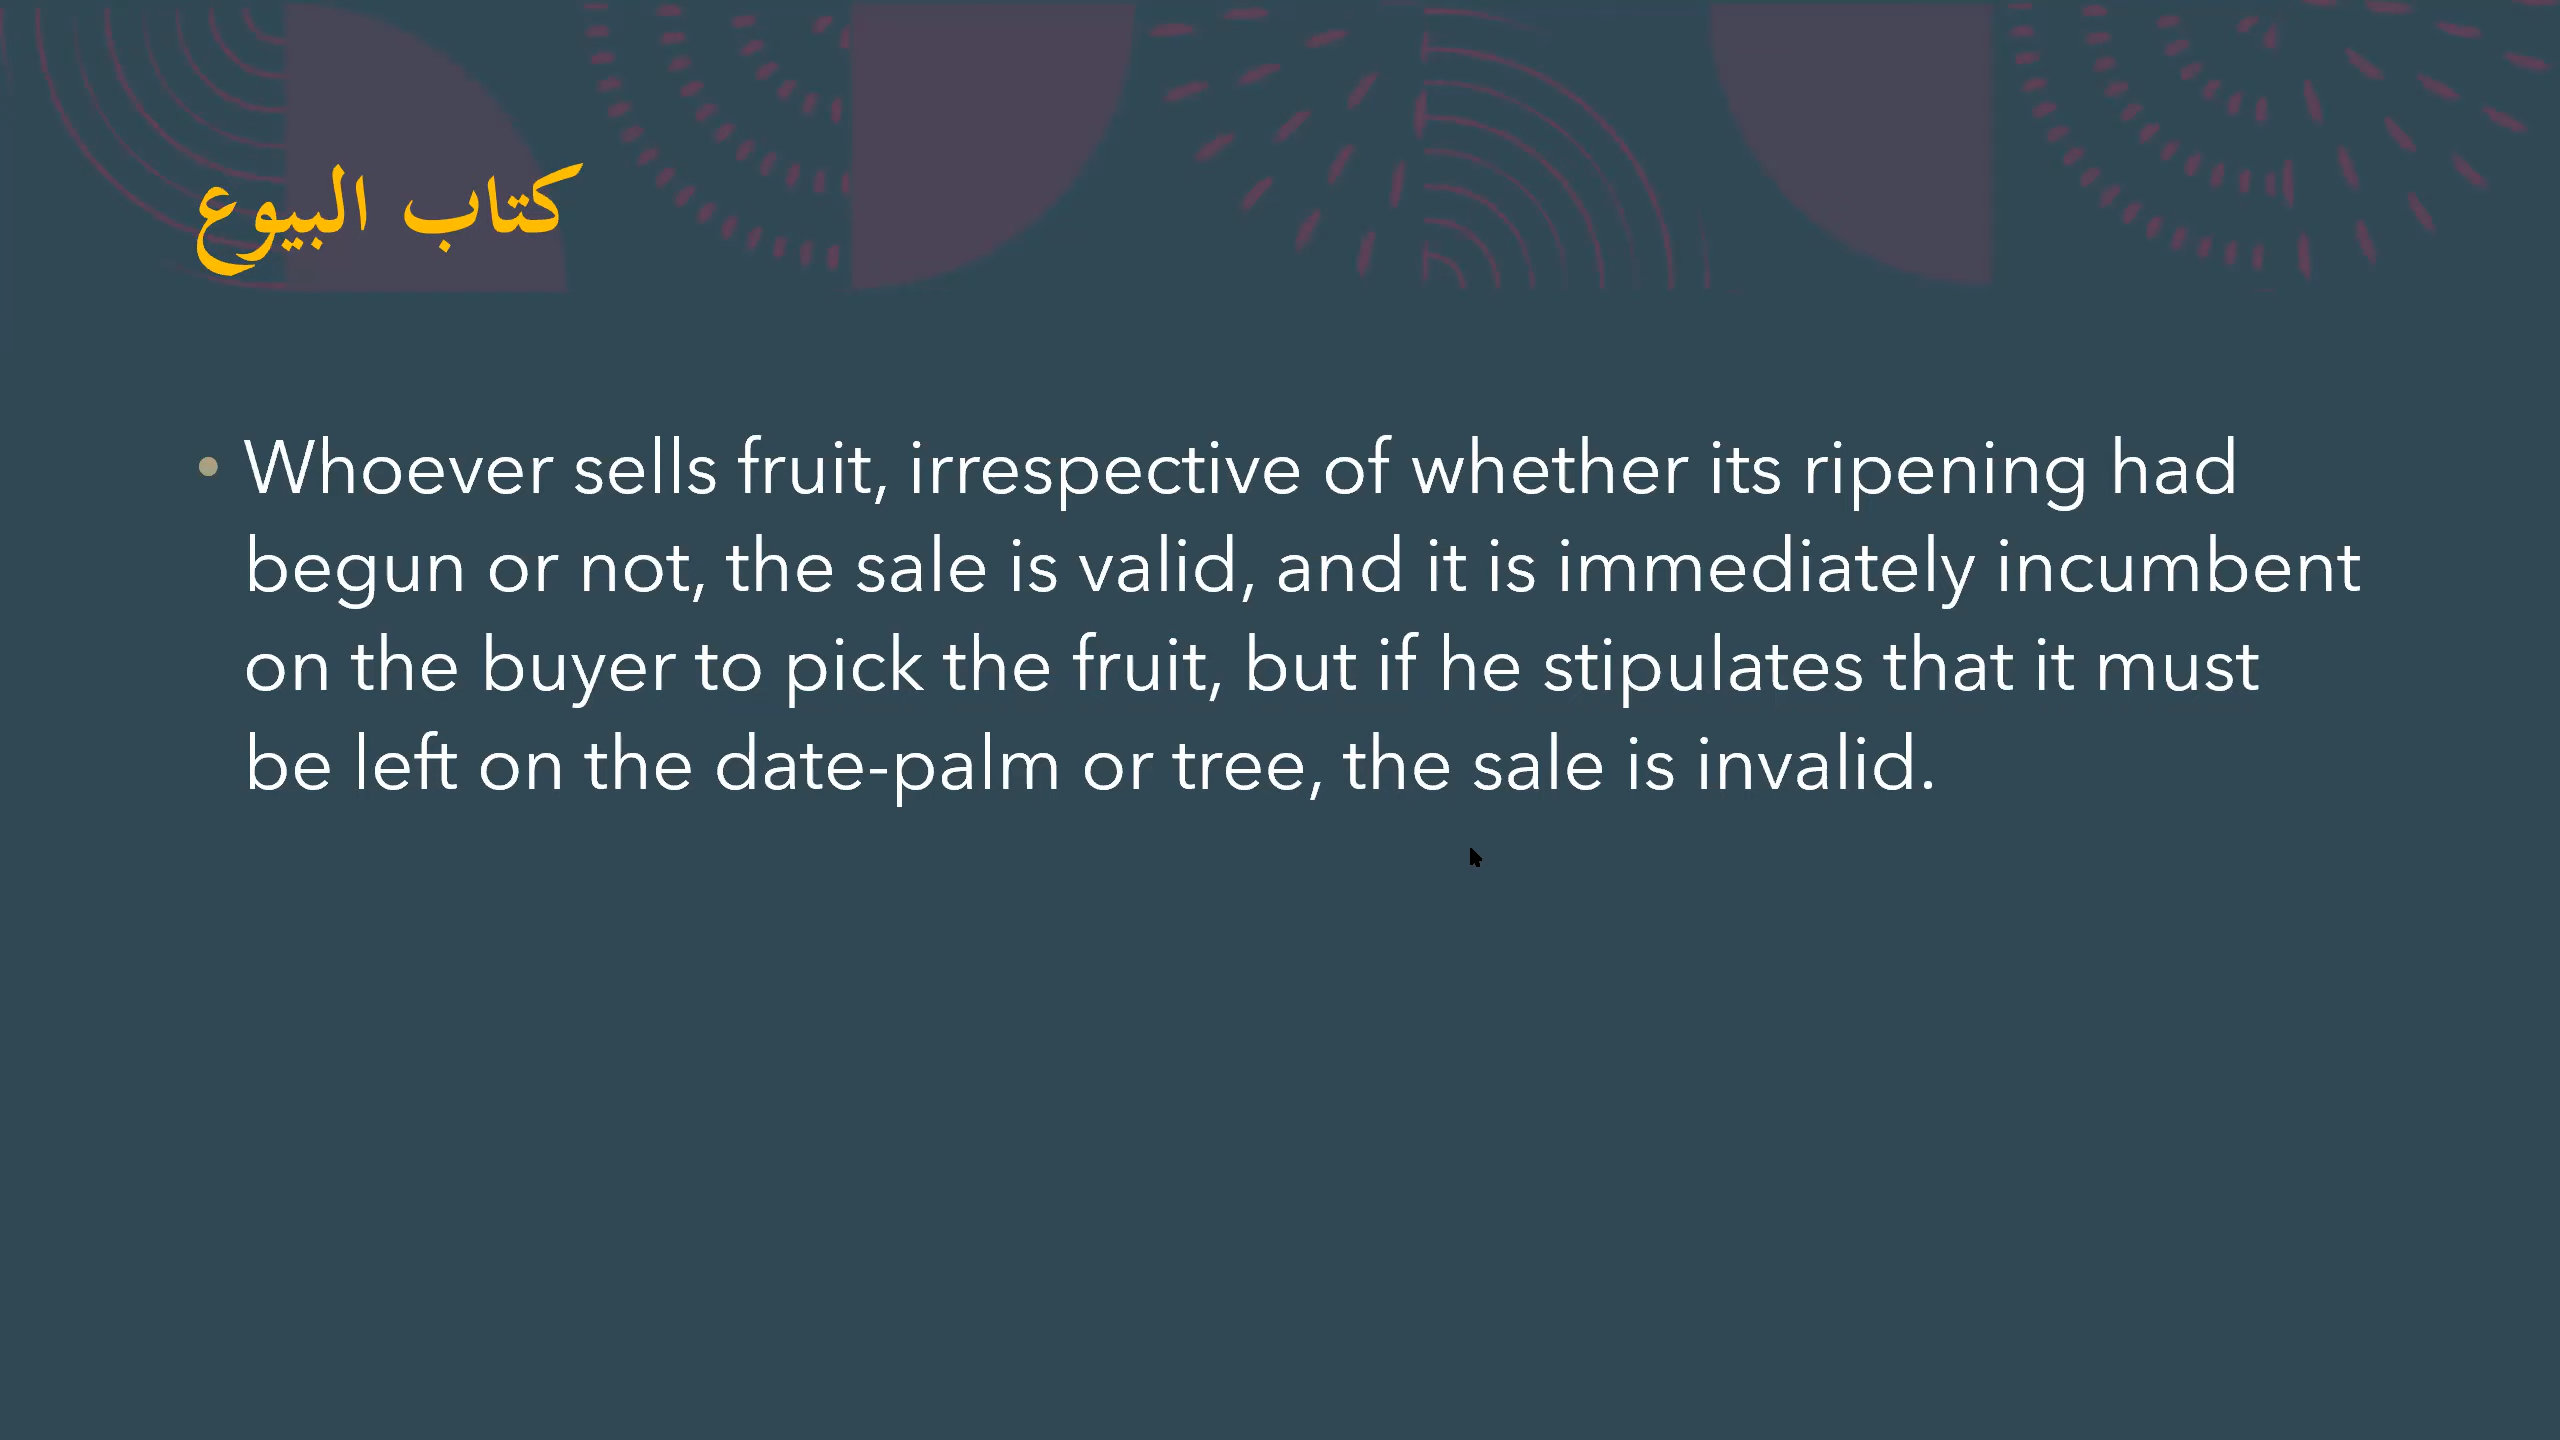 كتاب البيوع
• Whoever sells fruit, irrespective of whether its ripening had
begun or not, the sale is valid, and it is immediately incumbent
on the buyer to pick the fruit, but if he stipulates that it must
be left on the date-palm or tree, the sale is invalid.